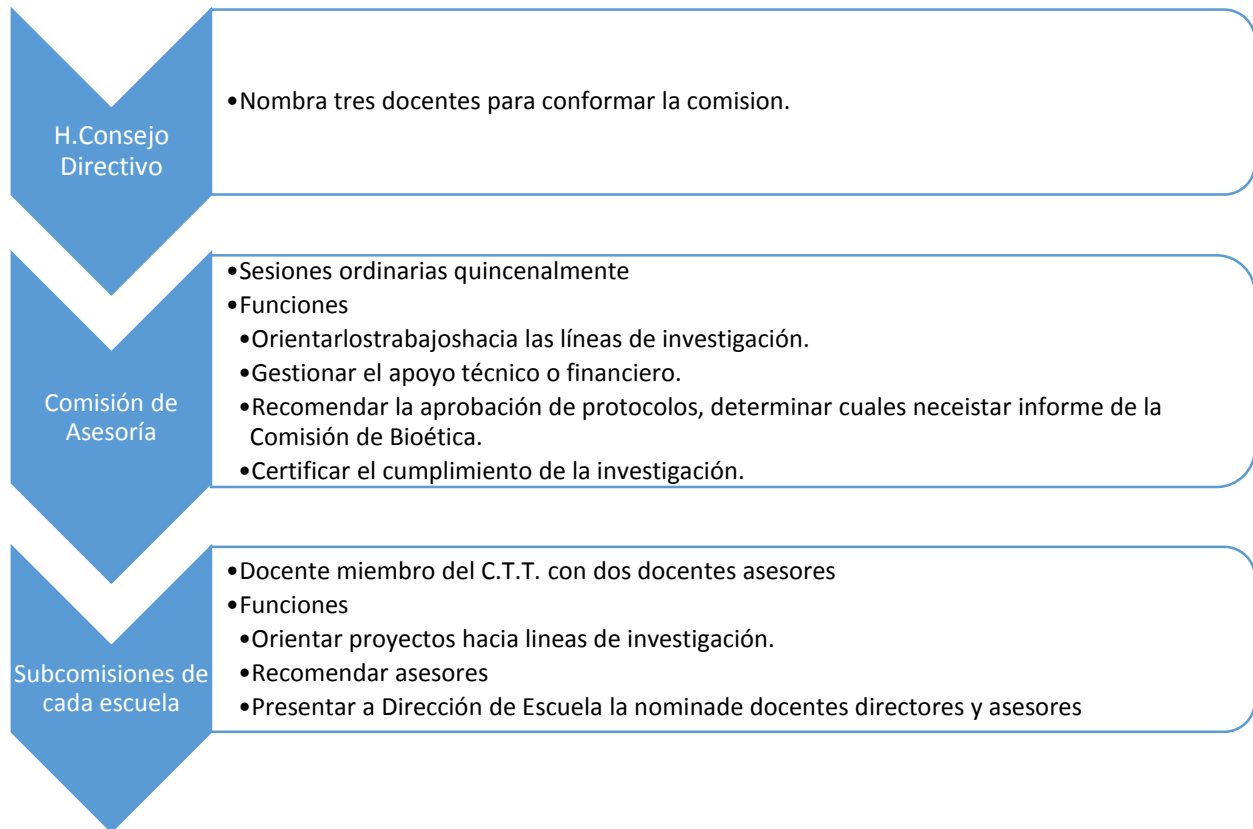 H.Consejo
Directivo
•Nombra tres docentes para conformar la comision.
Comisión de
Asesoría
•Sesiones ordinarias quincenalmente
•Funciones
•Orientarlostrabajoshacia las líneas de investigación.
•Gestionar el apoyo técnico o financiero.
•Recomendar la aprobación de protocolos, determinar cuales neceistar informe de la
Comisión de Bioética.
•Certificar el cumplimiento de la investigación.
Subcomisiones de
cada escuela
•Docente miembro del C.T.T. con dos docentes asesores
•Funciones
•Orientar proyectos hacia lineas de investigación.
•Recomendar asesores
•Presentar a Dirección de Escuela la nominade docentes directores y asesores